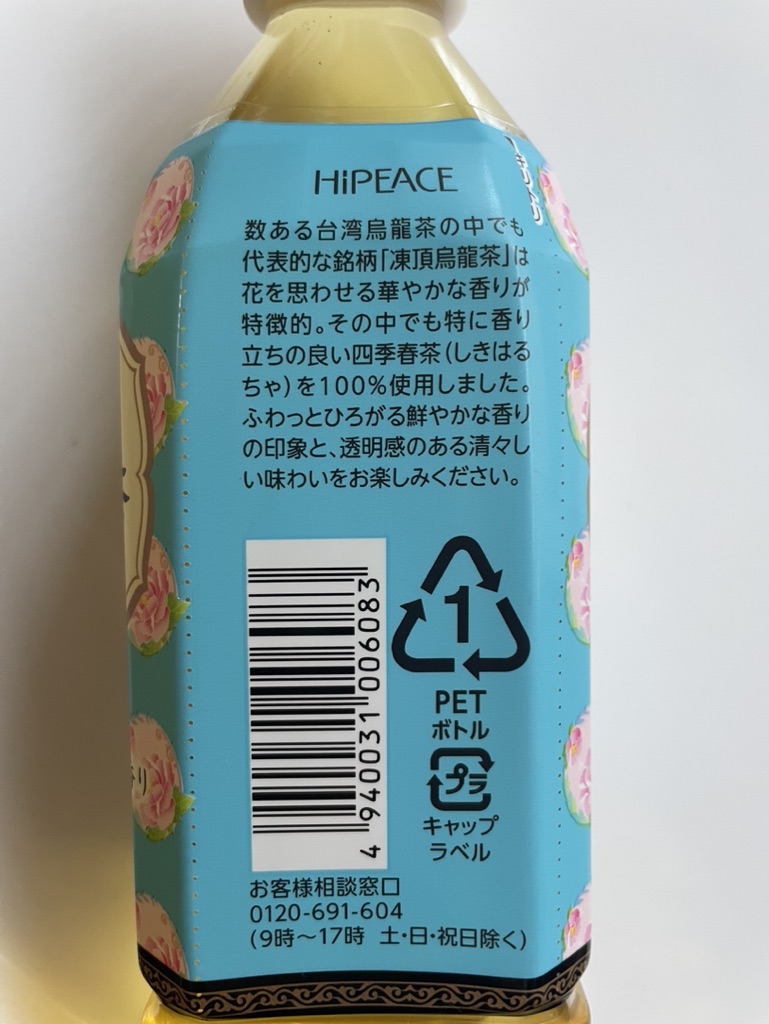 HiPEACE
数ある台湾烏龍茶の中でも
代表的な銘柄「凍頂烏龍茶」は
花を思わせる華やかな香りが
特徴的。その中でも特に香り
立ちの良い四季春茶(しきはる
ちゃ)を100%使用しました。
ふわっとひろがる鮮やかな香り
の印象と、透明感のある清々し
い味わいをお楽しみください。
4 940031 006083
1
PET
ボトル
プラ
キャップ
ラベル
お客様相談窓口
0120-691-604
(9時～17時 土・日・祝日除く)